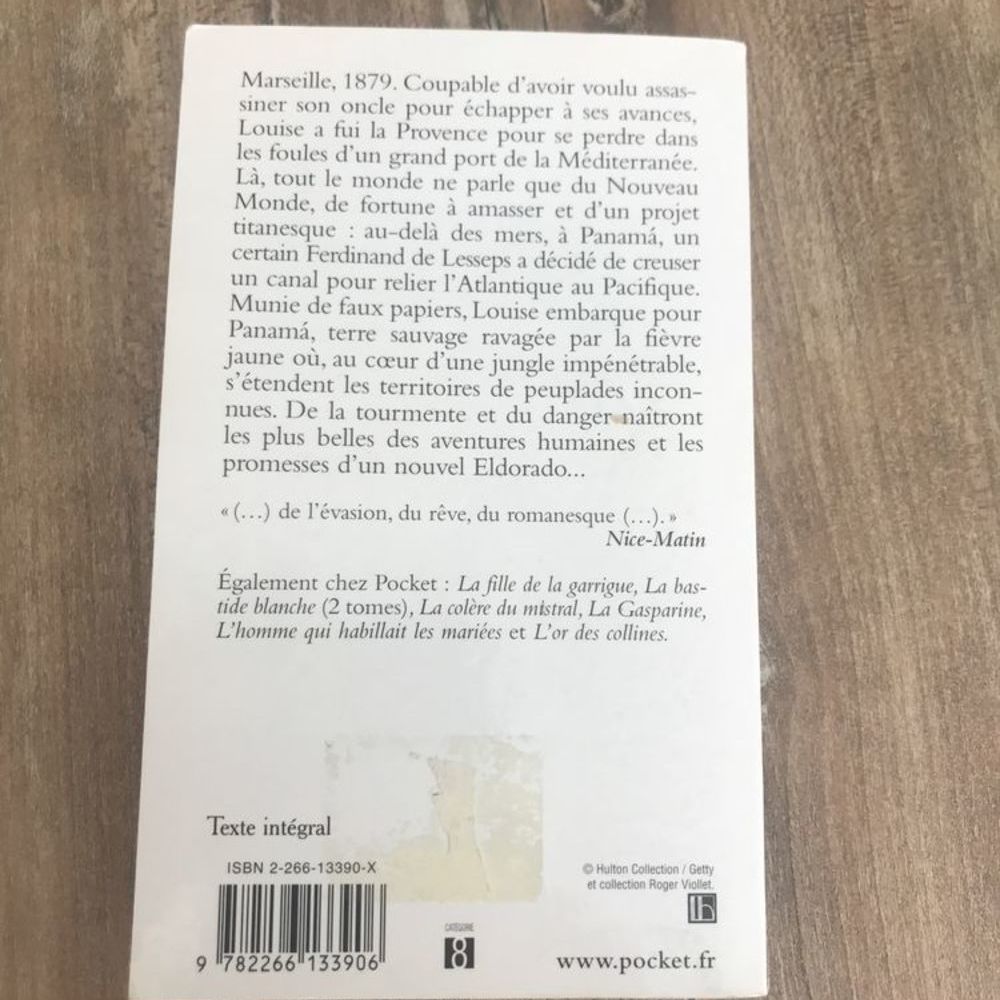 Marseille, 1879. Coupable d'avoir voulu assas-
siner son oncle pour échapper à ses avances,
Louise a fui la Provence pour se perdre dans
les foules d'un grand port de la Méditerranée.
Là, tout le monde ne parle que du Nouveau
Monde, de fortune à amasser et d'un projet
titanesque : au-delà des mers, à Panamá, un
certain Ferdinand de Lesseps a décidé de creuser
un canal pour relier l'Atlantique au Pacifique.
Munie de faux papiers, Louise embarque pour
Panamá, terre sauvage ravagée par la fièvre
jaune où, au cœur d'une jungle impénétrable,
s'étendent les territoires de peuplades incon-
nues. De la tourmente et du danger naîtront
les plus belles des aventures humaines et les
promesses d'un nouvel Eldorado...
« (...) de l'évasion, du rêve, du romanesque (...). »
Nice-Matin
Également chez Pocket : La fille de la garrigue, La bas-
tide blanche (2 tomes), La colère du mistral, La Gasparine,
L'homme qui habillait les mariées et L'or des collines.
Texte intégral
ISBN 2-266-13390-X
© Hulton Collection / Getty
et collection Roger Viollet.
9 782266 133906
CATÉGORIE
8
www.pocket.fr